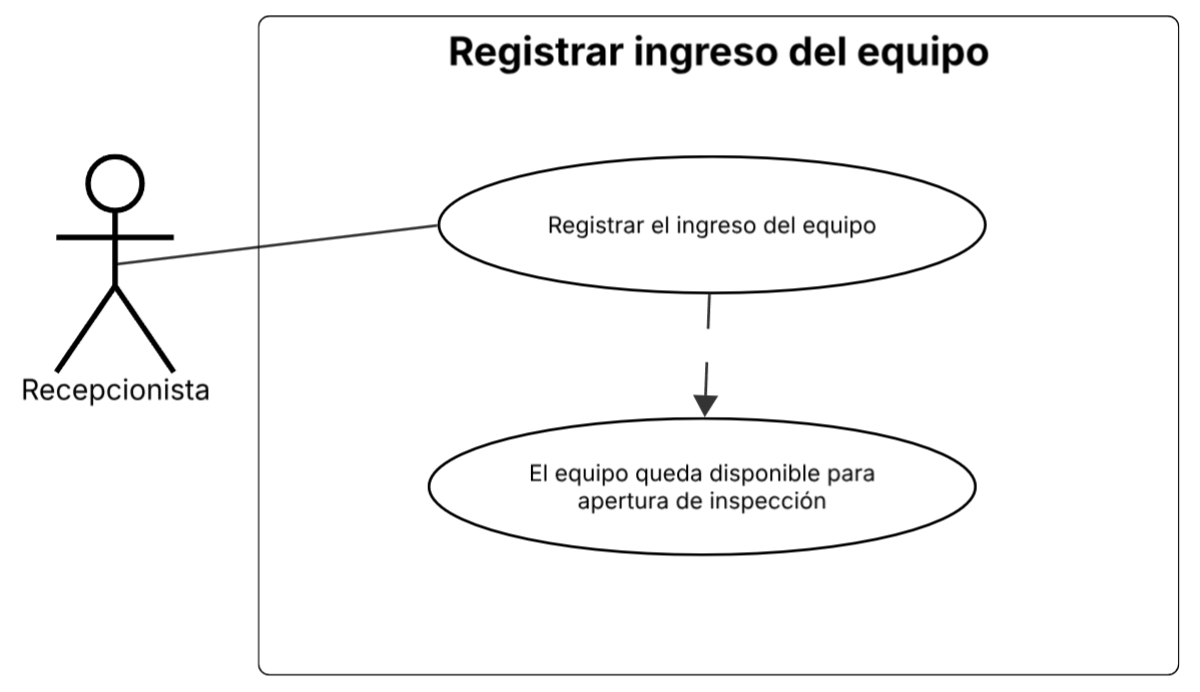 Registrar ingreso del equipo
Registrar el ingreso del equipo
Recepcionista
El equipo queda disponible para
apertura de inspección